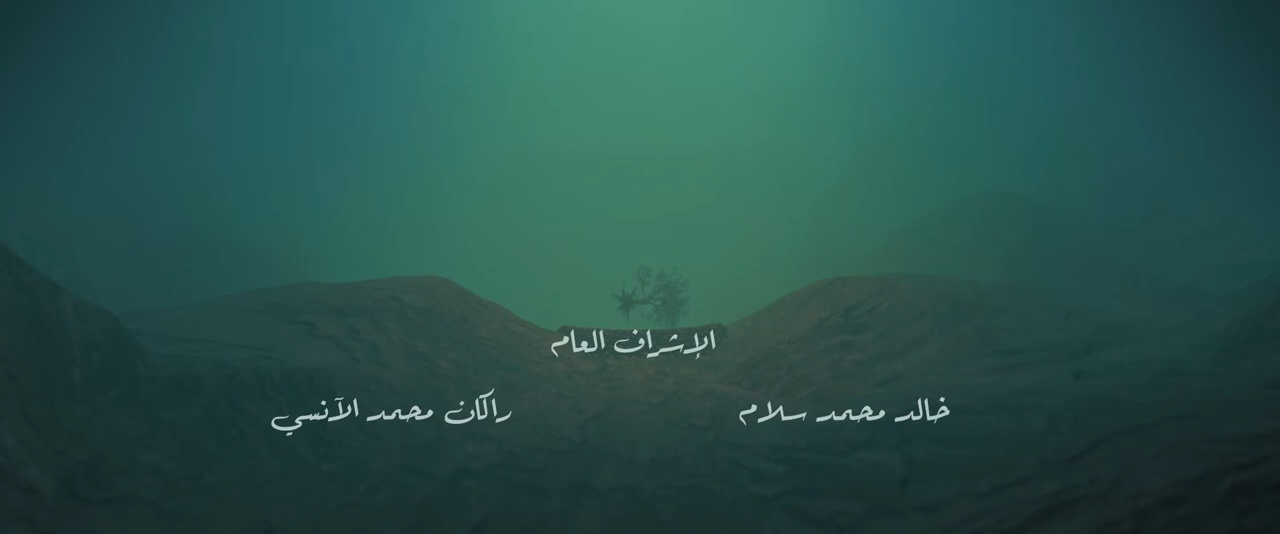 الإشراف العام
خالد محمد سلام
راكان محمد الآنسي